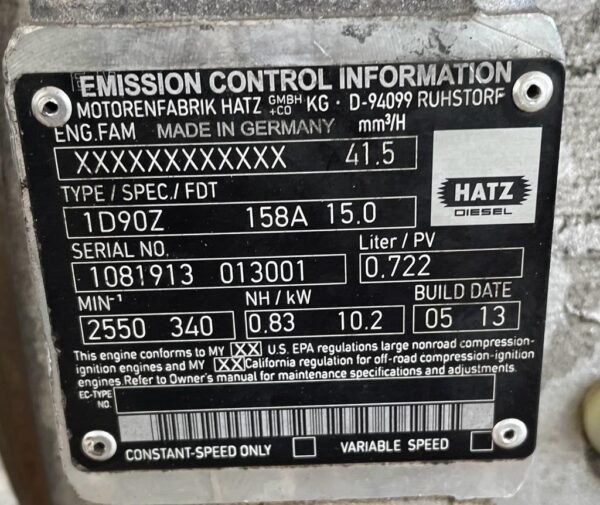 EMISSION CONTROL INFORMATION
MOTORENFABRIK HATZ GMBH +CO KG · D-94099 RUHSTORF
ENG.FAM MADE IN GERMANY mm³/H
XXXXXXXXXXXX 41.5
HATZ
DIESEL
TYPE / SPEC./ FDT
1D90Z 158A 15.0
SERIAL NO. Liter / PV
1081913 013001 0.722
MIN⁻¹ NH / kW BUILD DATE
2550 340 0.83 10.2 05 13
This engine conforms to MY XX U.S. EPA regulations large nonroad compression-
ignition engines and MY XX California regulation for off-road compression-ignition
engines. Refer to Owner's manual for maintenance specifications and adjustments.
EC-TYPE
NO.
CONSTANT-SPEED ONLY VARIABLE SPEED